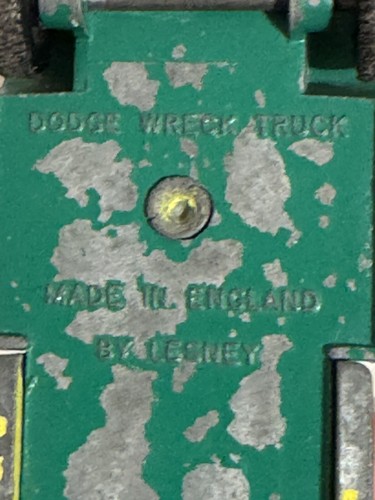 DODGE WRECK TRUCK
MADE IN ENGLAND
BY LESNEY